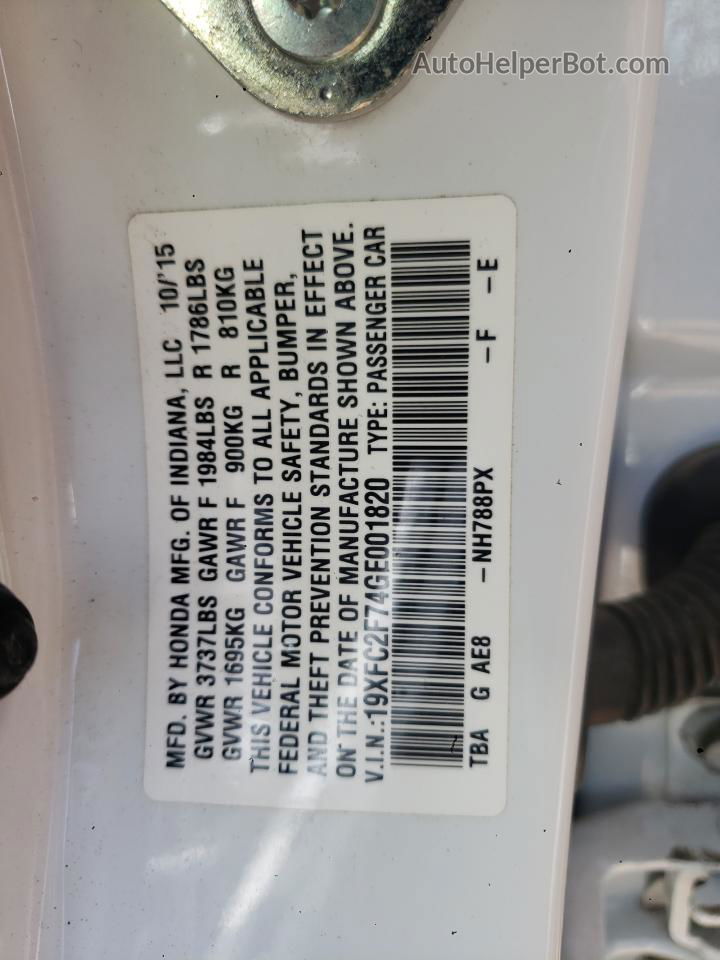 AutoHelperBot.com
MFD. BY HONDA MFG. OF INDIANA, LLC 10/'15
GVWR 3737LBS GAWR F 1984LBS R 1786LBS
GVWR 1695KG GAWR F 900KG R 810KG
THIS VEHICLE CONFORMS TO ALL APPLICABLE
FEDERAL MOTOR VEHICLE SAFETY, BUMPER,
AND THEFT PREVENTION STANDARDS IN EFFECT
ON THE DATE OF MANUFACTURE SHOWN ABOVE.
V.I.N.:19XFC2F74GE001820 TYPE: PASSENGER CAR
TBA G AE8 -NH788PX -F -E